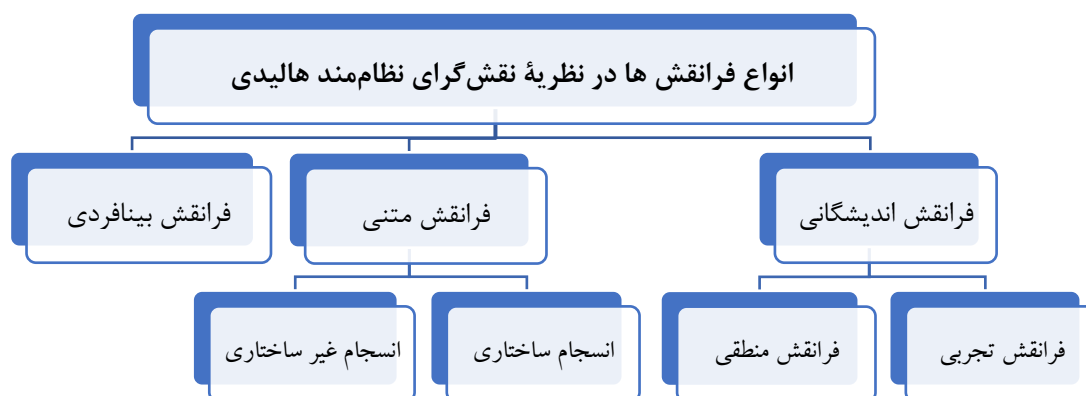 انواع فرانقش ها در نظریۀ نقش‌گرای نظام‌مند هالیدی
فرانقش اندیشگانی
فرانقش متنی
فرانقش بینافردی
فرانقش تجربی
فرانقش منطقی
انسجام ساختاری
انسجام غیر ساختاری